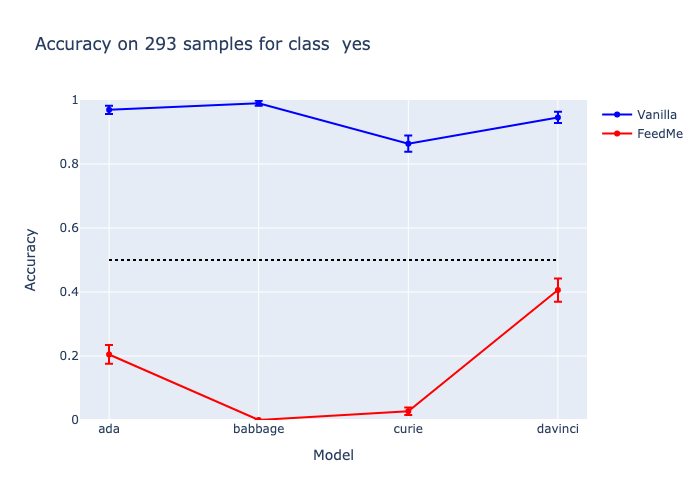 Accuracy on 293 samples for class  yes
Vanilla
FeedMe
Accuracy
1
0.8
0.6
0.4
0.2
0
ada
babbage
curie
davinci
Model